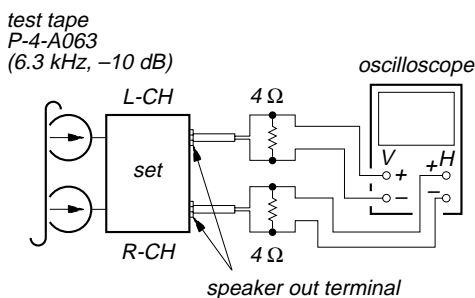 test tape
P-4-A063
(6.3 kHz, –10 dB)
oscilloscope
L-CH
4 Ω
set
V
+H
+
–
–
R-CH
4 Ω
speaker out terminal